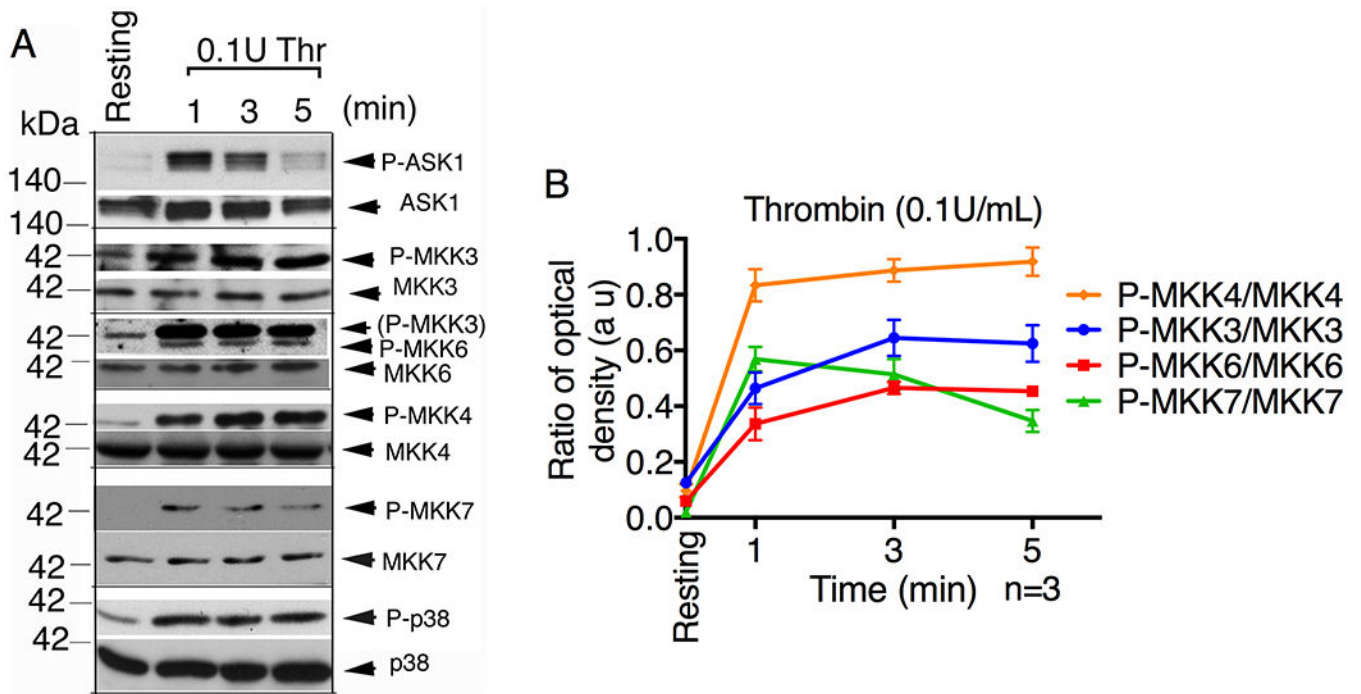 A
Resting
0.1U Thr
1 3 5 (min)
kDa
P-ASK1
140
ASK1
140
42
P-MKK3
42
MKK3
(P-MKK3)
42
P-MKK6
42
MKK6
P-MKK4
42
42
MKK4
P-MKK7
42
MKK7
42
42
P-p38
42
p38
B
Thrombin (0.1U/mL)
Ratio of optical
density (a u)
1.0
0.8
0.6
0.4
0.2
0.0
Resting
1 3 5
Time (min) n=3
P-MKK4/MKK4
P-MKK3/MKK3
P-MKK6/MKK6
P-MKK7/MKK7